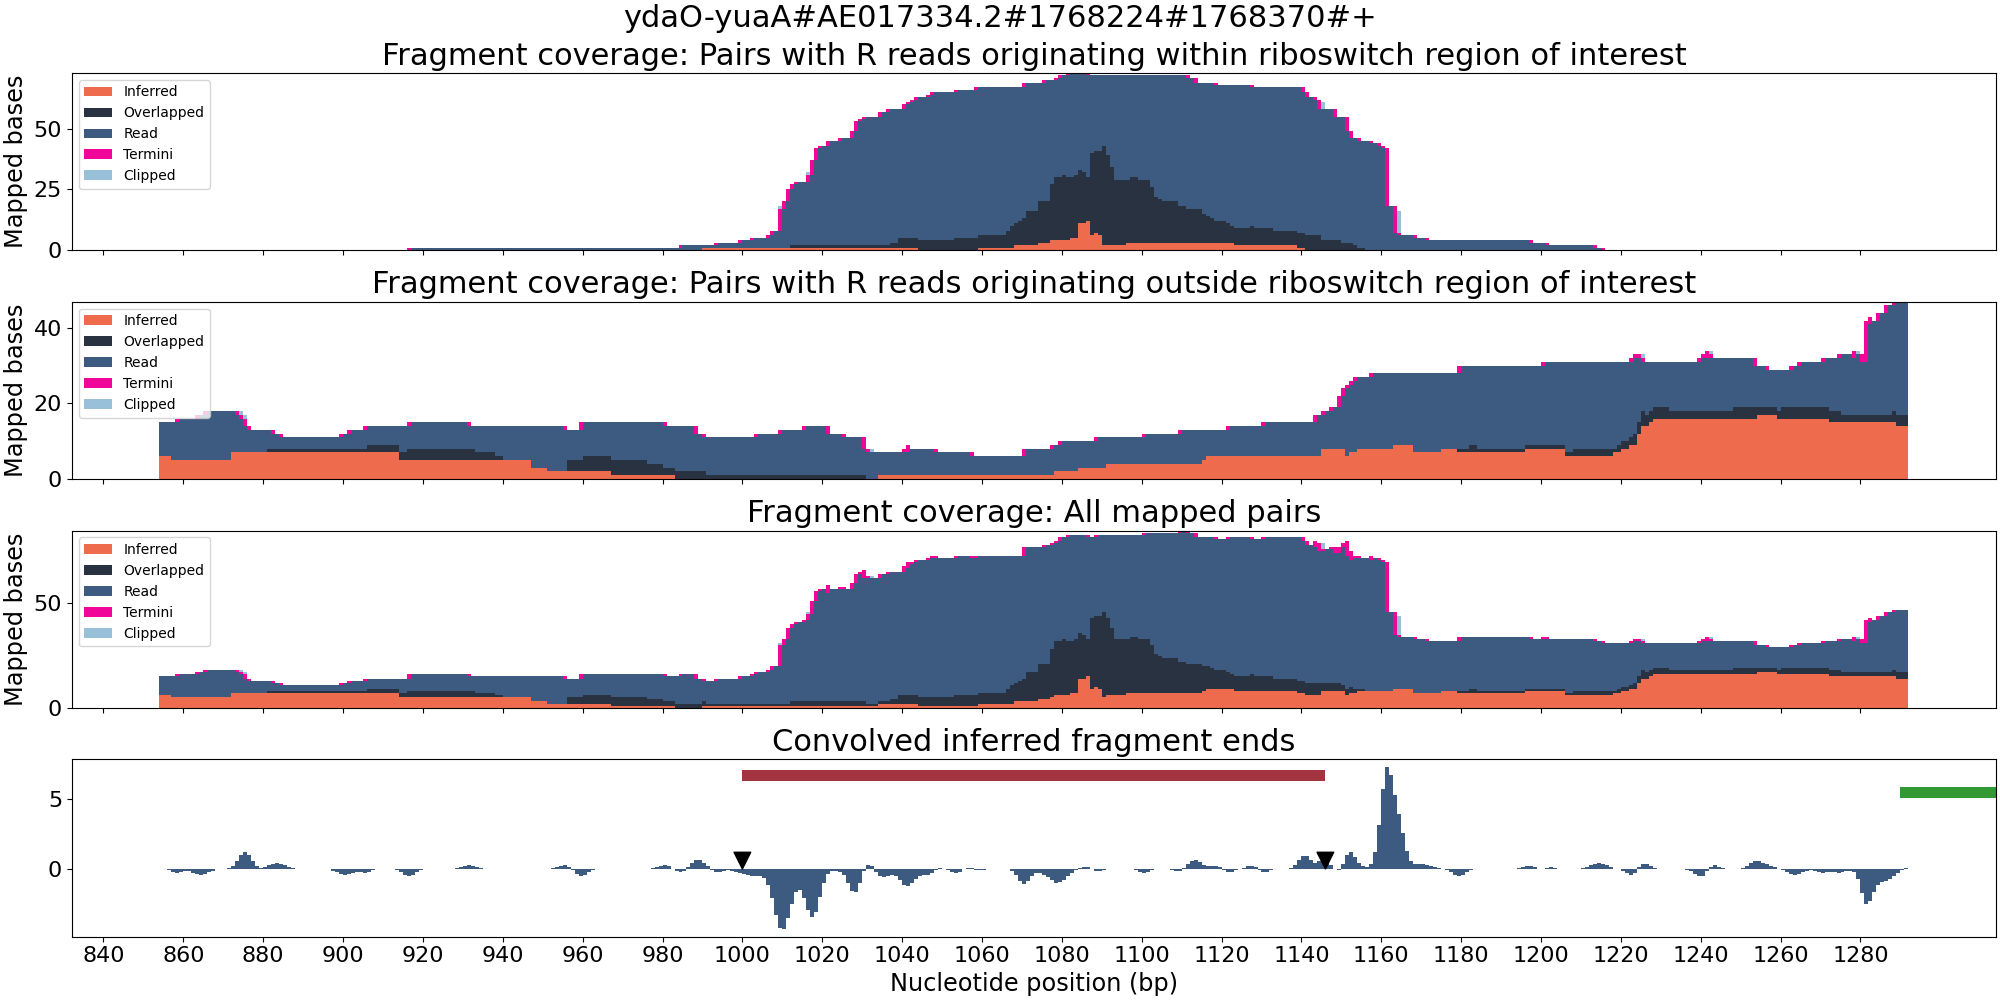 ydaO-yuaA#AE017334.2#1768224#1768370#+
Fragment coverage: Pairs with R reads originating within riboswitch region of interest
Mapped bases
50
25
0
Inferred
Overlapped
Read
Termini
Clipped
Fragment coverage: Pairs with R reads originating outside riboswitch region of interest
Mapped bases
40
20
0
Inferred
Overlapped
Read
Termini
Clipped
Fragment coverage: All mapped pairs
Mapped bases
50
0
Inferred
Overlapped
Read
Termini
Clipped
Convolved inferred fragment ends
5
0
840 860 880 900 920 940 960 980 1000 1020 1040 1060 1080 1100 1120 1140 1160 1180 1200 1220 1240 1260 1280
Nucleotide position (bp)